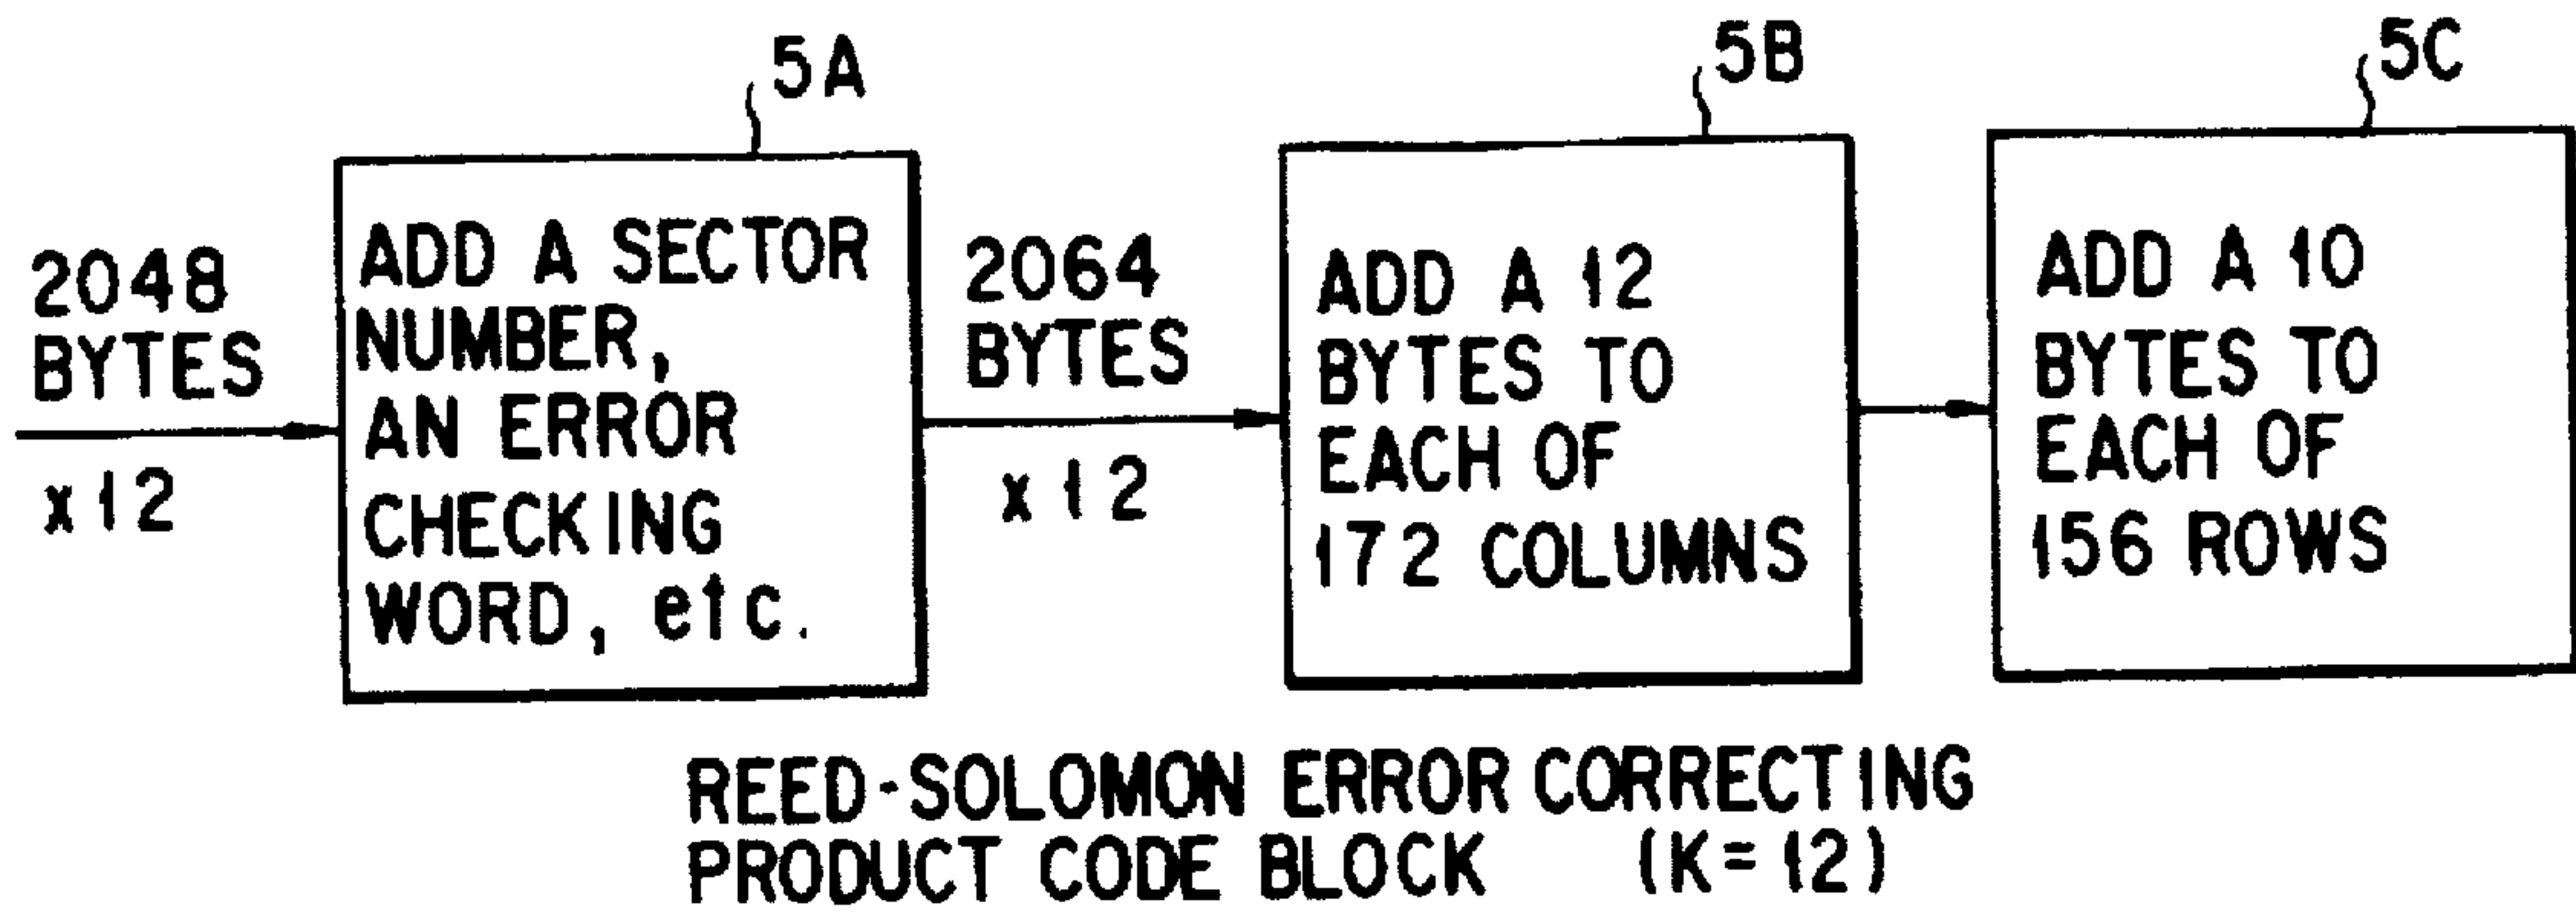 5A
5B
5C
2048
BYTES
x 12
ADD A SECTOR
NUMBER,
AN ERROR
CHECKING
WORD, etc.
2064
BYTES
x 12
ADD A 12
BYTES TO
EACH OF
172 COLUMNS
ADD A 10
BYTES TO
EACH OF
156 ROWS
REED-SOLOMON ERROR CORRECTING
PRODUCT CODE BLOCK (K=12)